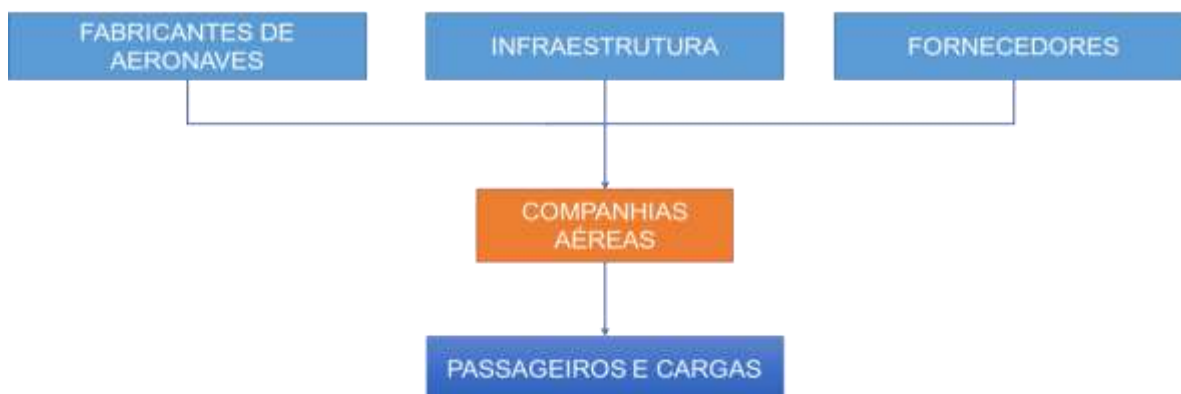 FABRICANTES DE
AERONAVES
INFRAESTRUTURA
FORNECEDORES
COMPANHIAS
AÉREAS
PASSAGEIROS E CARGAS